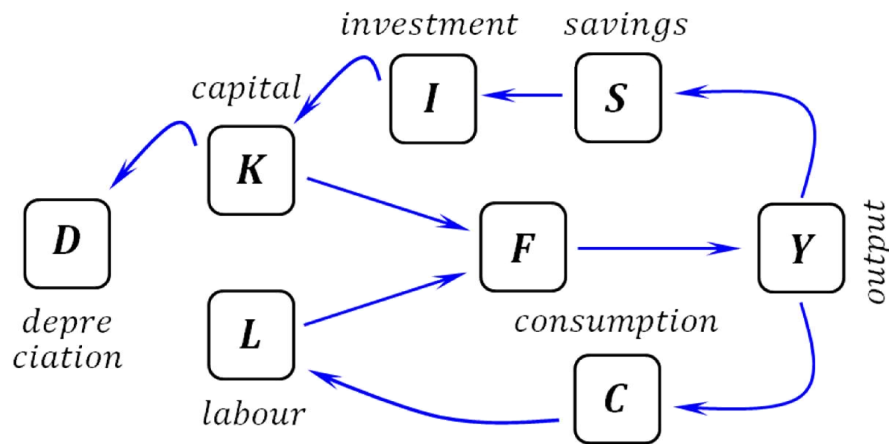 investment savings
capital
I S
K
D F Y
output
depre
ciation
L
consumption
C
labour